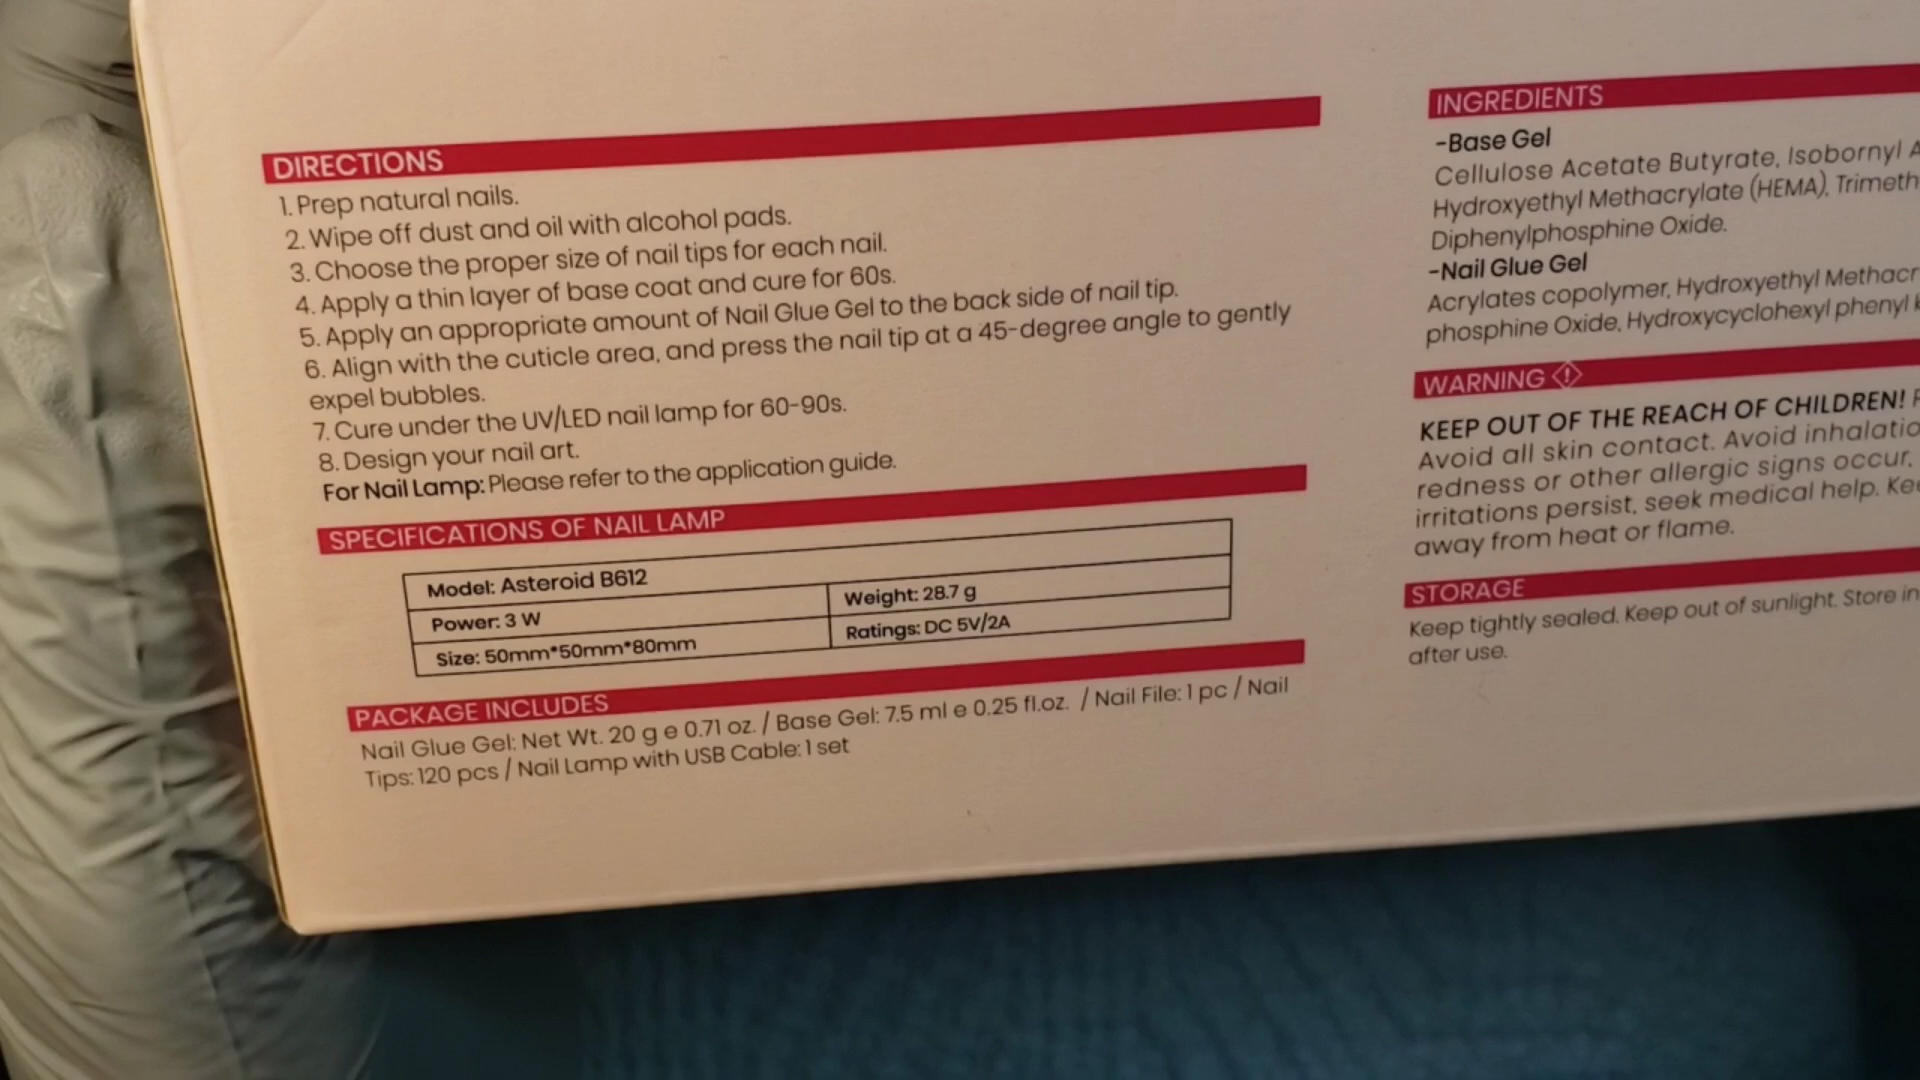 DIRECTIONS
1. Prep natural nails.
2. Wipe off dust and oil with alcohol pads.
3. Choose the proper size of nail tips for each nail.
4. Apply a thin layer of base coat and cure for 60s.
5. Apply an appropriate amount of Nail Glue Gel to the back side of nail tip.
6. Align with the cuticle area, and press the nail tip at a 45-degree angle to gently
expel bubbles.
7. Cure under the UV/LED nail lamp for 60-90s.
8. Design your nail art.
For Nail Lamp: Please refer to the application guide.
SPECIFICATIONS OF NAIL LAMP
Model: Asteroid B612
Power: 3 W
Weight: 28.7 g
Size: 50mm*50mm*80mm
Ratings: DC 5V/2A
PACKAGE INCLUDES
Nail Glue Gel: Net Wt. 20 g e 0.71 oz. / Base Gel: 7.5 ml e 0.25 fl.oz. / Nail File: 1 pc / Nail
Tips: 120 pcs / Nail Lamp with USB Cable: 1 set
INGREDIENTS
-Base Gel
Cellulose Acetate Butyrate, Isobornyl
Hydroxyethyl Methacrylate (HEMA), Trimeth
Diphenylphosphine Oxide.
-Nail Glue Gel
Acrylates copolymer, Hydroxyethyl Methacr
phosphine Oxide, Hydroxycyclohexyl phenyl
WARNING
KEEP OUT OF THE REACH OF CHILDREN!
Avoid all skin contact. Avoid inhalatio
redness or other allergic signs occur,
irritations persist, seek medical help. Ke
away from heat or flame.
STORAGE
Keep tightly sealed. Keep out of sunlight. Store in
after use.